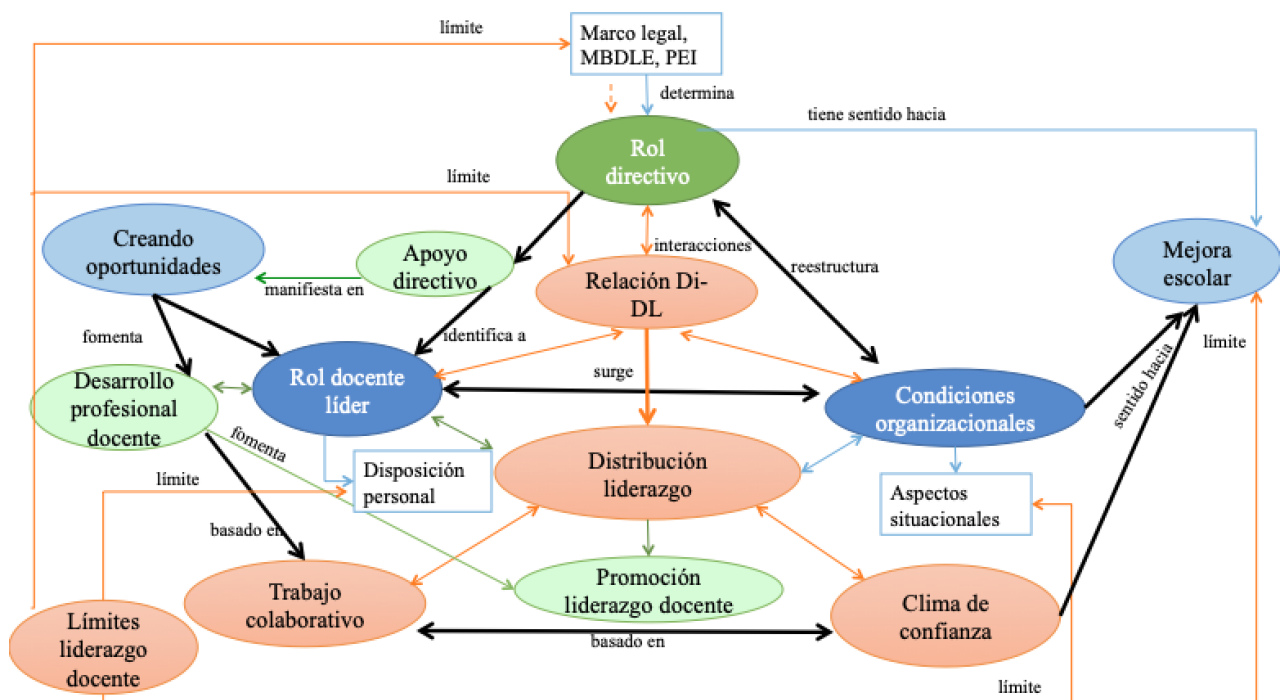 límite
Marco legal,
MBDLE, PEI
determina
tiene sentido hacia
Rol
directivo
límite
Creando
oportunidades
Apoyo
directivo
interacciones
reestructura
Mejora
escolar
manifiesta en
Relación Di-
DL
fomenta
identifica a
límite
surge
sentido hacia
Desarrollo
profesional
docente
Rol docente
líder
Condiciones
organizacionales
fomenta
Disposición
personal
Distribución
liderazgo
límite
Aspectos
situacionales
basado en
Trabajo
colaborativo
Promoción
liderazgo docente
Clima de
confianza
Límites
liderazgo
docente
basado en
límite